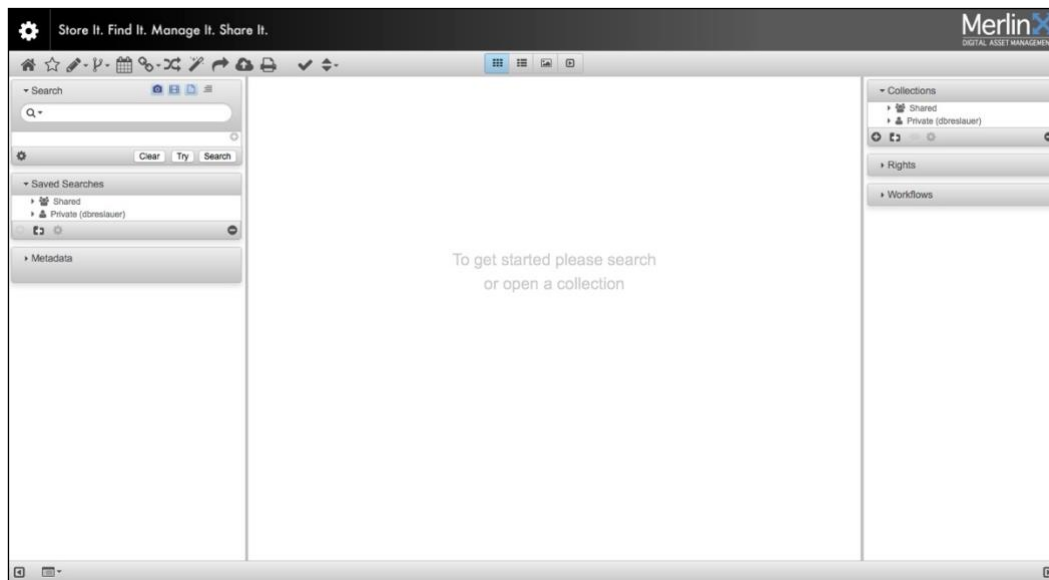 Store It. Find It. Manage It. Share It.
MerlinX
DIGITAL ASSET MANAGEMEN
Search
Clear Try Search
Saved Searches
Shared
Private (dbreslauer)
Metadata
To get started please search
or open a collection
Collections
Shared
Private (dbreslauer)
Rights
Workflows